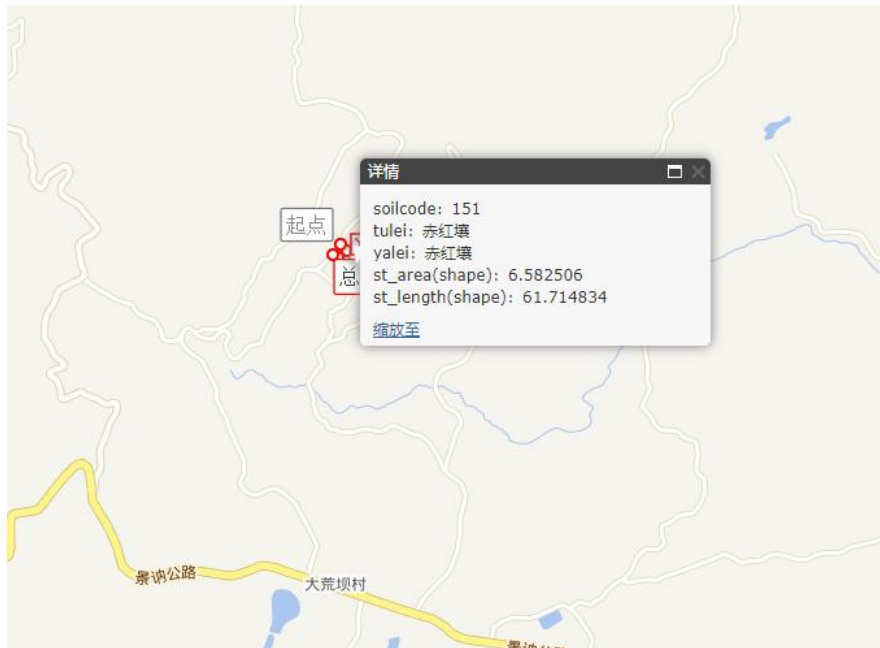 详情
起点
soilcode: 151
tulei: 赤红壤
yalei: 赤红壤
st_area(shape): 6.582506
总
st_length(shape): 61.714834
缩放至
景讷公路
大荒坝村